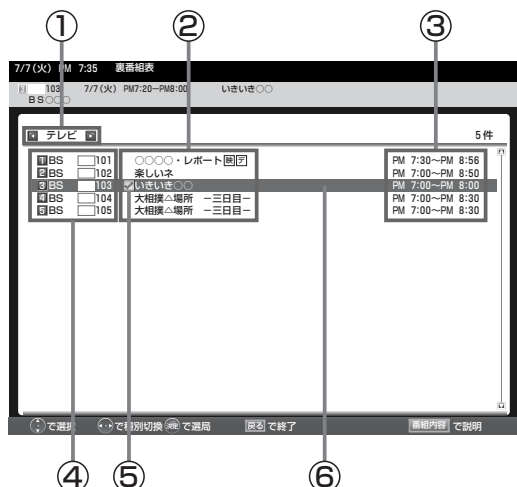 ① ② ③
7/7(火) PM 7:35 裏番組表
3 103 7/7(火) PM7:20-PM8:00 いきいき○○
BS○○○
テレビ 5件
1 BS 101 ○○○○・レポート映デ PM 7:30～PM 8:56
2 BS 102 楽しいネ PM 7:00～PM 8:50
3 BS 103 いきいき○○ PM 7:20～PM 8:00
4 BS 104 大相撲△場所 －三日目－ PM 7:00～PM 8:30
5 BS 105 大相撲△場所 －三日目－ PM 7:00～PM 8:30
で選択 で種別切換 決定 で選局 戻る で終了 番組内容 で説明
④ ⑤ ⑥